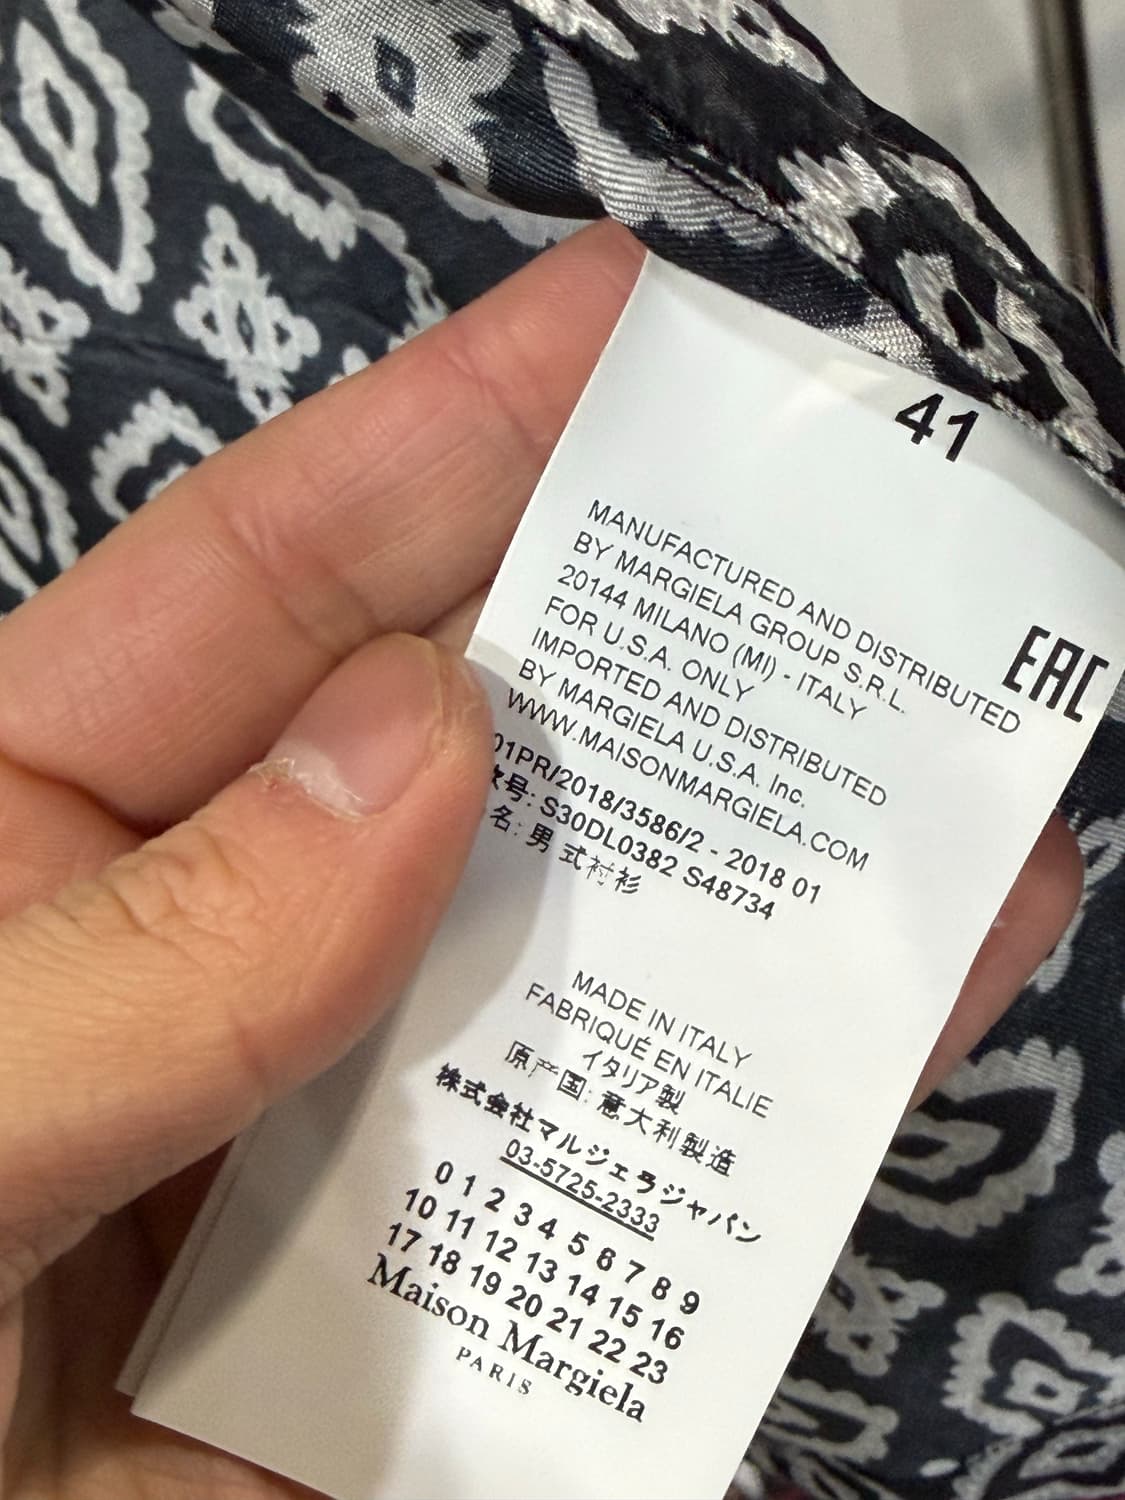 41
MANUFACTURED AND DISTRIBUTED
BY MARGIELA GROUP S.R.L.
20144 MILANO (MI) - ITALY
FOR U.S.A. ONLY
IMPORTED AND DISTRIBUTED
BY MARGIELA U.S.A. Inc.
WWW.MAISONMARGIELA.COM
EAC
01PR/2018/3586/2 - 2018 01
号: S30DL0382 S48734
名: 男式衬衫
MADE IN ITALY
FABRIQUÉ EN ITALIE
イタリア製
原产国: 意大利製造
株式会社マルジェラジャパン
03-5725-2333
0 1 2 3 4 5 6 7 8 9
10 11 12 13 14 15 16
17 18 19 20 21 22 23
Maison Margiela
PARIS